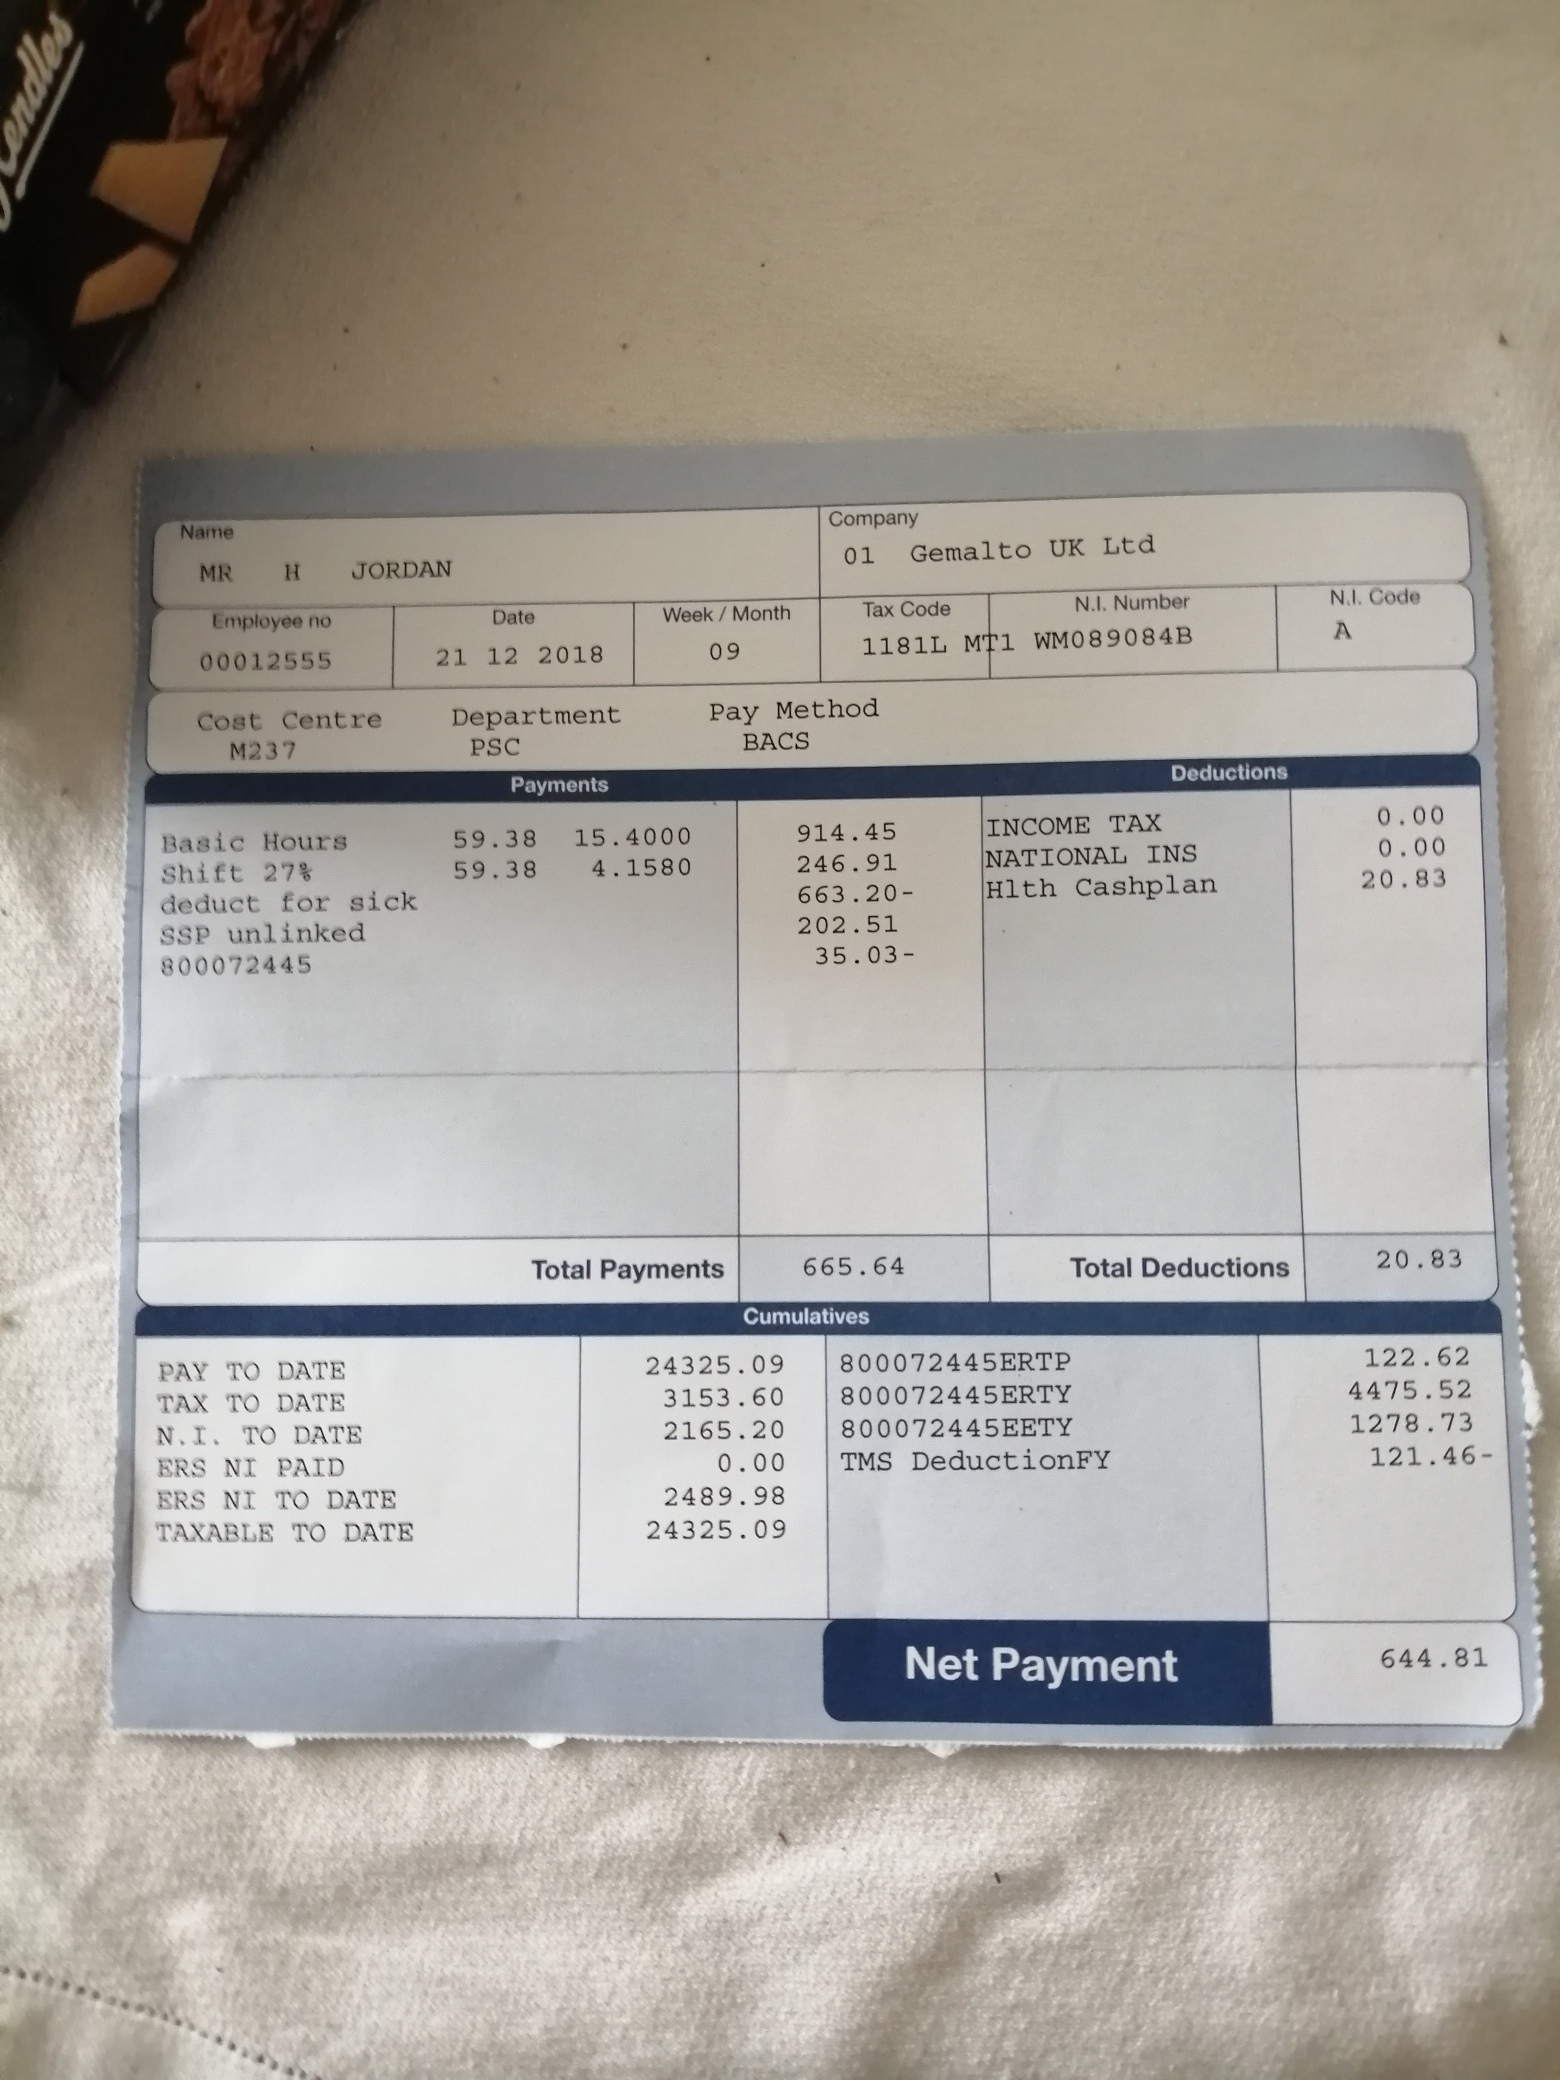 Name
MR H JORDAN
Company
01 Gemalto UK Ltd
Employee no
00012555
Date
21 12 2018
Week / Month
09
Tax Code
1181L MT1
N.I. Number
WM089084B
N.I. Code
A
Cost Centre Department Pay Method
M237 PSC BACS
Payments
Deductions
Basic Hours 59.38 15.4000 914.45
Shift 27% 59.38 4.1580 246.91
deduct for sick 663.20-
SSP unlinked 202.51
800072445 35.03-
INCOME TAX 0.00
NATIONAL INS 0.00
Hlth Cashplan 20.83
Total Payments 665.64
Total Deductions 20.83
Cumulatives
PAY TO DATE 24325.09
TAX TO DATE 3153.60
N.I. TO DATE 2165.20
ERS NI PAID 0.00
ERS NI TO DATE 2489.98
TAXABLE TO DATE 24325.09
800072445ERTP 122.62
800072445ERTY 4475.52
800072445EETY 1278.73
TMS DeductionFY 121.46-
Net Payment 644.81